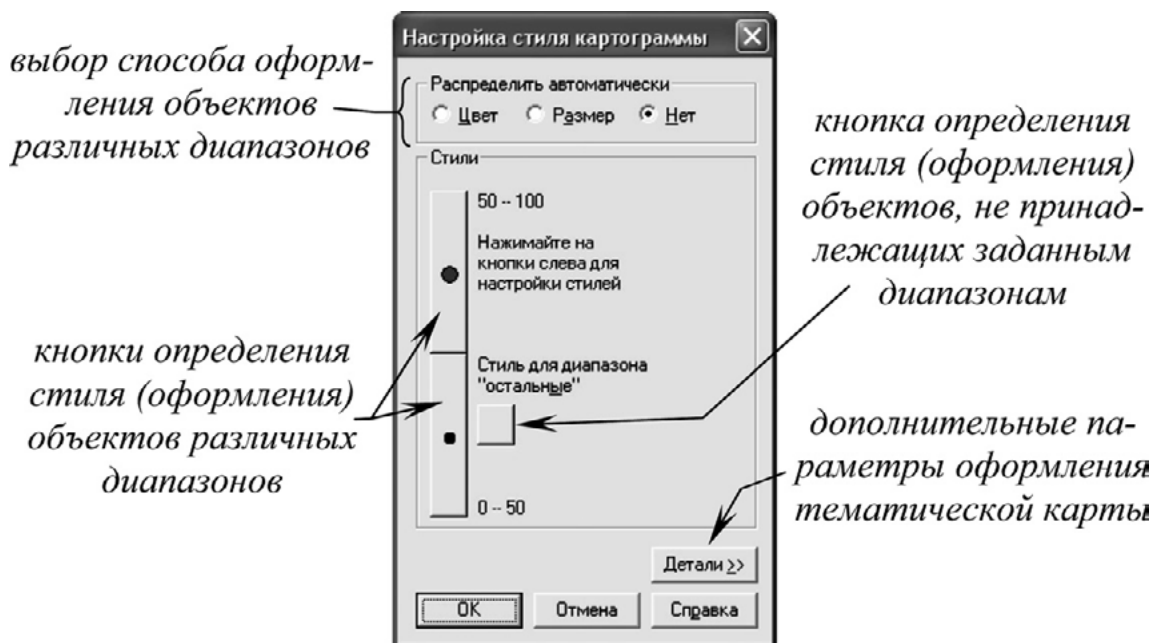 выбор способа оформ-
ления объектов
различных диапазонов
кнопки определения
стиля (оформления)
объектов различных
диапазонов
Настройка стиля картограммы
Распределить автоматически
Цвет Размер Нет
Стили
50 -- 100
Нажимайте на
кнопки слева для
настройки стилей
Стиль для диапазона
"остальные"
0 -- 50
Детали >>
OK Отмена Справка
кнопка определения
стиля (оформления)
объектов, не принад-
лежащих заданным
диапазонам
дополнительные па-
раметры оформления
тематической карты